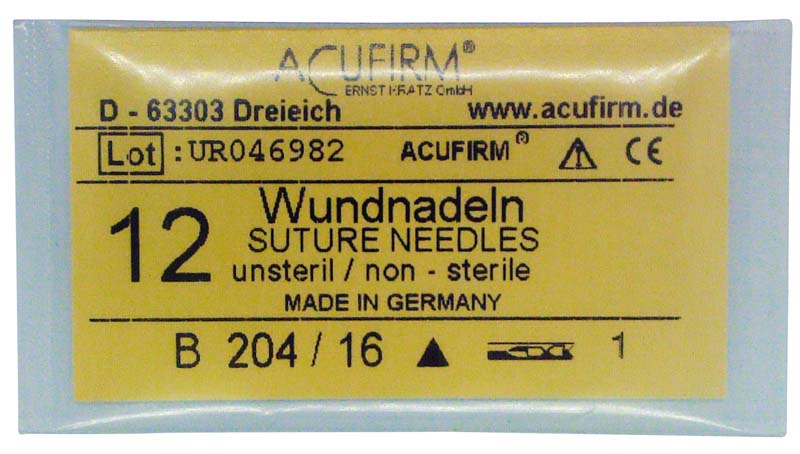 ACUFIRM®
ERNST KRATZ GmbH
D - 63303 Dreieich www.acufirm.de
Lot : UR046982 ACUFIRM® CE
12 Wundnadeln
SUTURE NEEDLES
unsteril / non - sterile
MADE IN GERMANY
B 204 / 16 ▲ 1